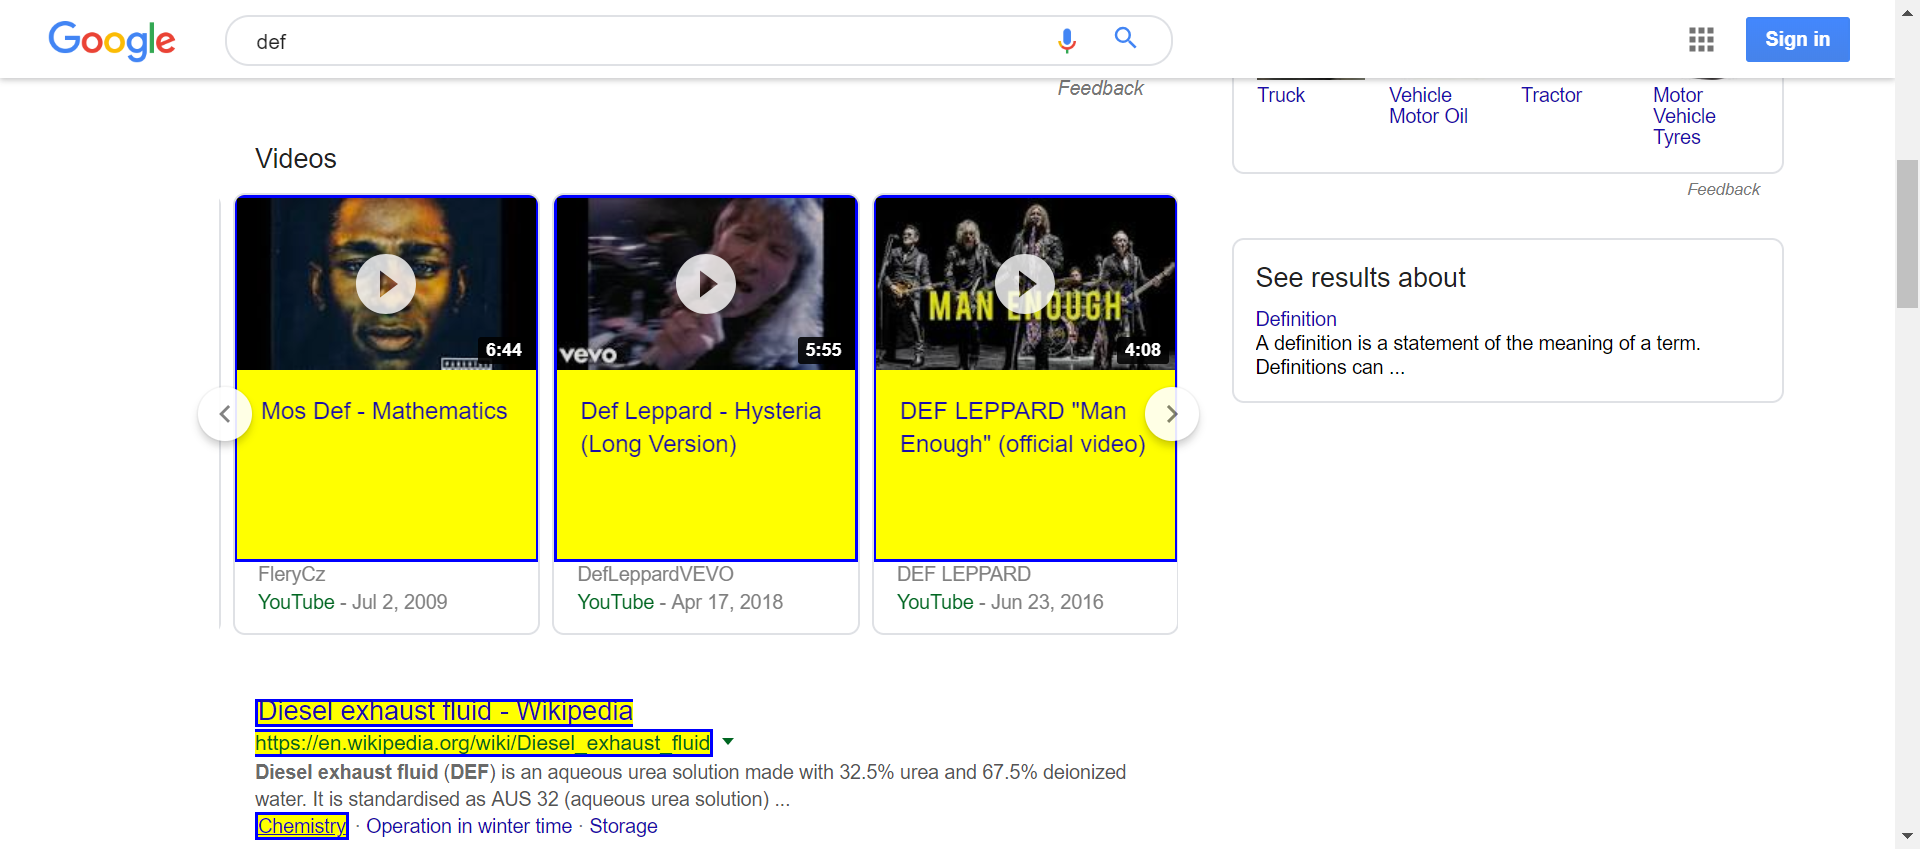 Google
def
Sign in
Feedback
Truck
Vehicle
Motor Oil
Tractor
Motor
Vehicle
Tyres
Feedback
Videos
6:44
Mos Def - Mathematics
FleryCz
YouTube - Jul 2, 2009
vevo
5:55
Def Leppard - Hysteria
(Long Version)
DefLeppardVEVO
YouTube - Apr 17, 2018
MAN ENOUGH
4:08
DEF LEPPARD "Man
Enough" (official video)
DEF LEPPARD
YouTube - Jun 23, 2016
See results about
Definition
A definition is a statement of the meaning of a term.
Definitions can ...
Diesel exhaust fluid - Wikipedia
https://en.wikipedia.org/wiki/Diesel_exhaust_fluid
Diesel exhaust fluid (DEF) is an aqueous urea solution made with 32.5% urea and 67.5% deionized
water. It is standardised as AUS 32 (aqueous urea solution) ...
Chemistry · Operation in winter time · Storage